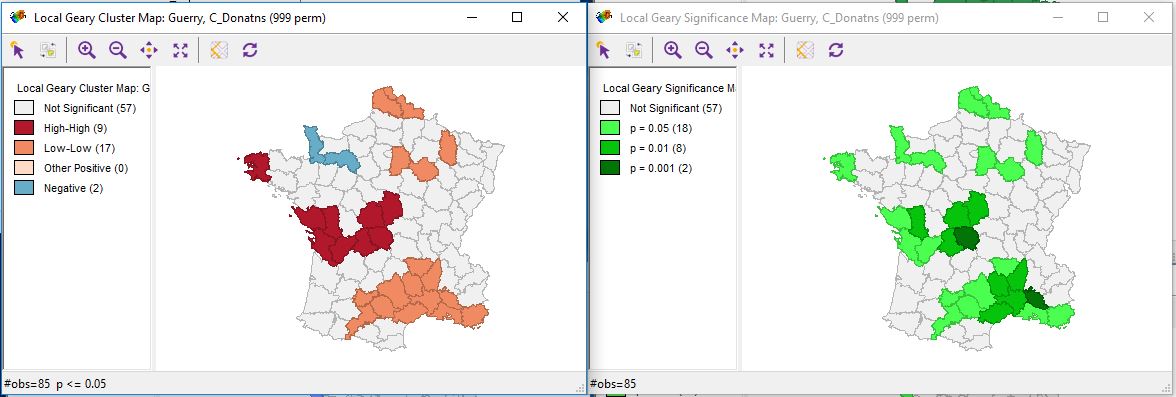 Local Geary Cluster Map: Guerry, C_Donatns (999 perm)
Local Geary Cluster Map: G
Not Significant (57)
High-High (9)
Low-Low (17)
Other Positive (0)
Negative (2)
#obs=85 p <= 0.05
Local Geary Significance Map: Guerry, C_Donatns (999 perm)
Local Geary Significance M
Not Significant (57)
p = 0.05 (18)
p = 0.01 (8)
p = 0.001 (2)
#obs=85